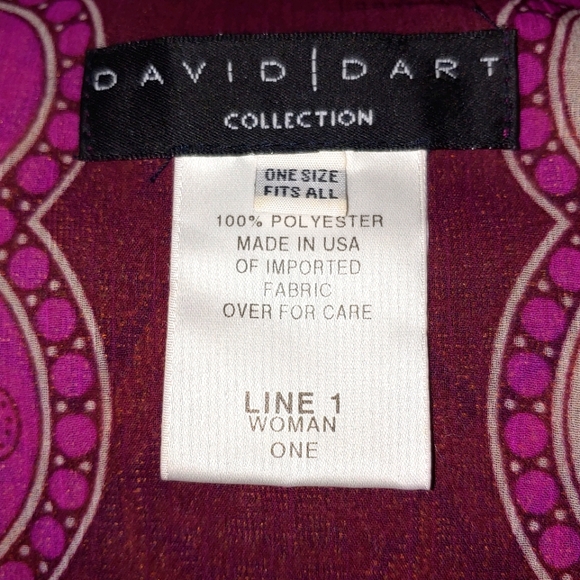 DAVID | DART
COLLECTION
ONE SIZE
FITS ALL
100% POLYESTER
MADE IN USA
OF IMPORTED
FABRIC
OVER FOR CARE
LINE 1
WOMAN
ONE